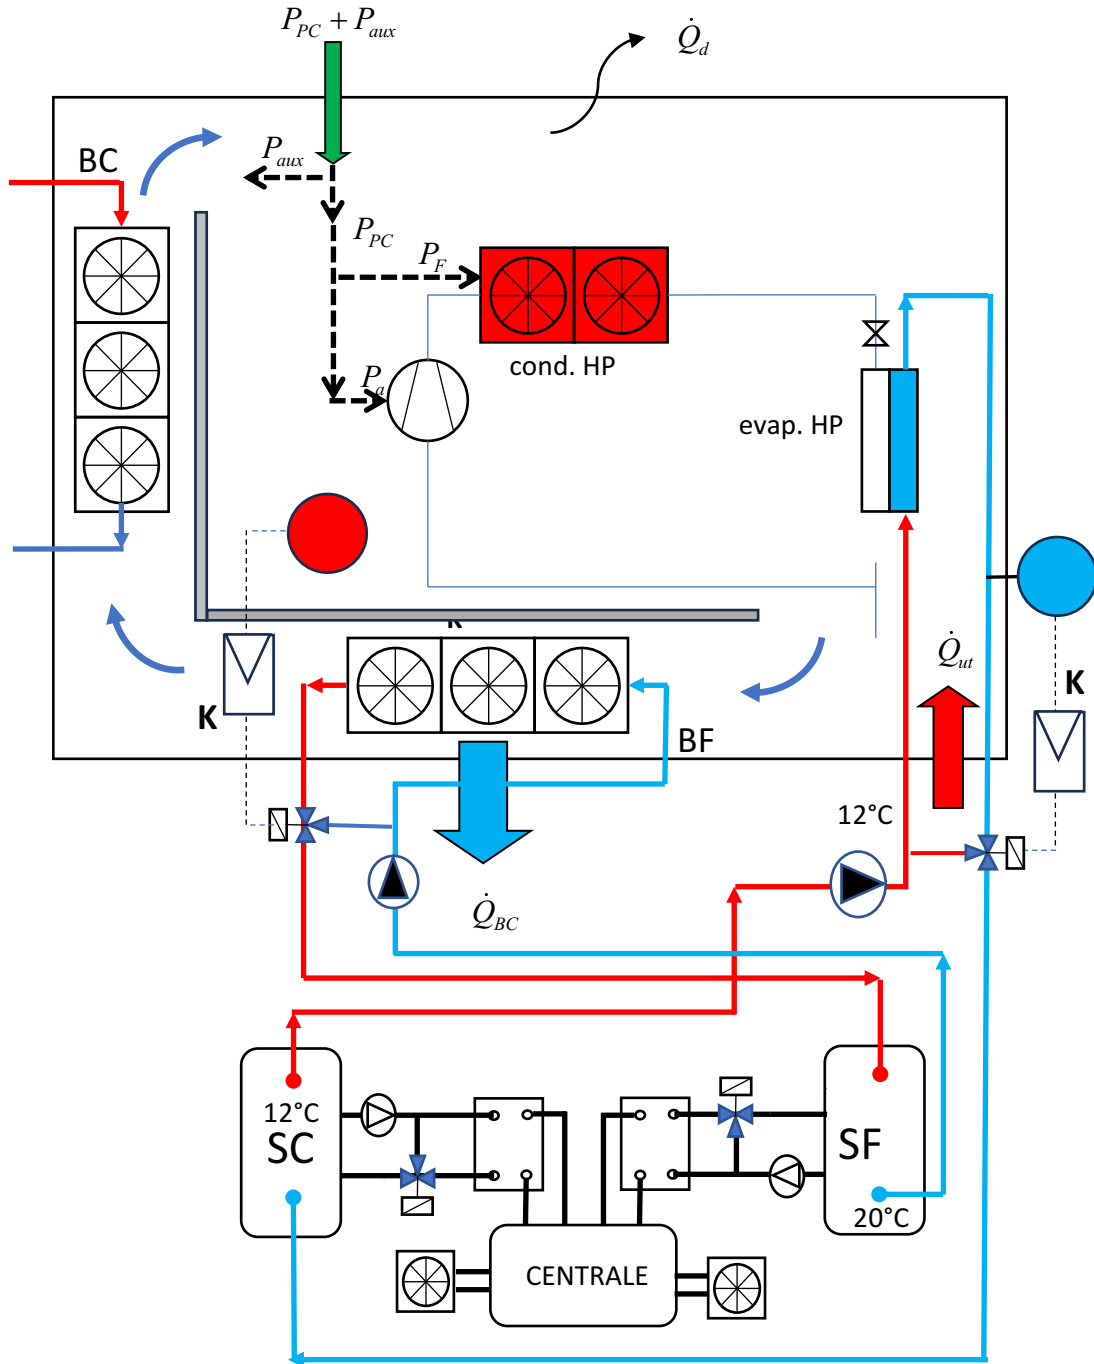 P_PC + P_aux
Q̇_d
P_aux
BC
P_PC
P_F
cond. HP
P_a
evap. HP
Q̇_ut
K
K
BF
12°C
Q̇_BC
12°C
SC
SF
20°C
CENTRALE